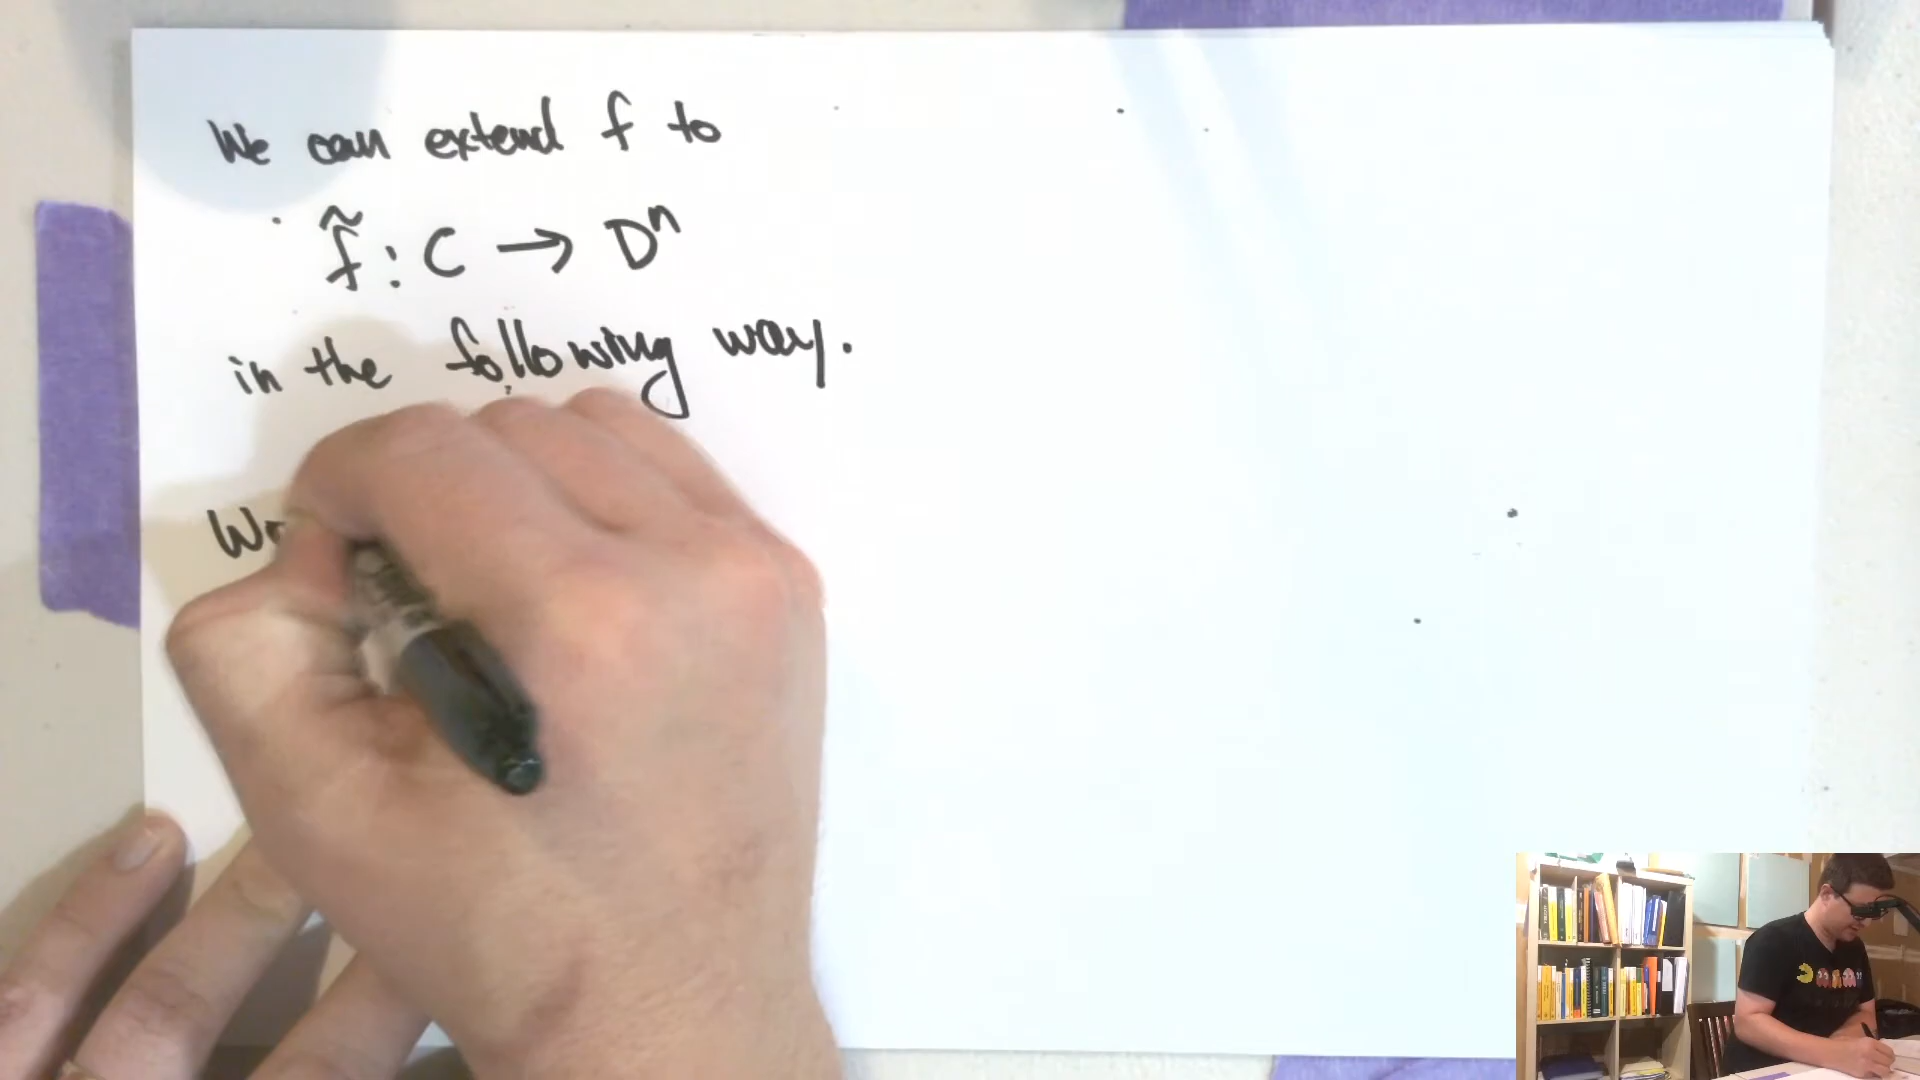 We can extend f to
f̃ : C → Dⁿ
in the following way.